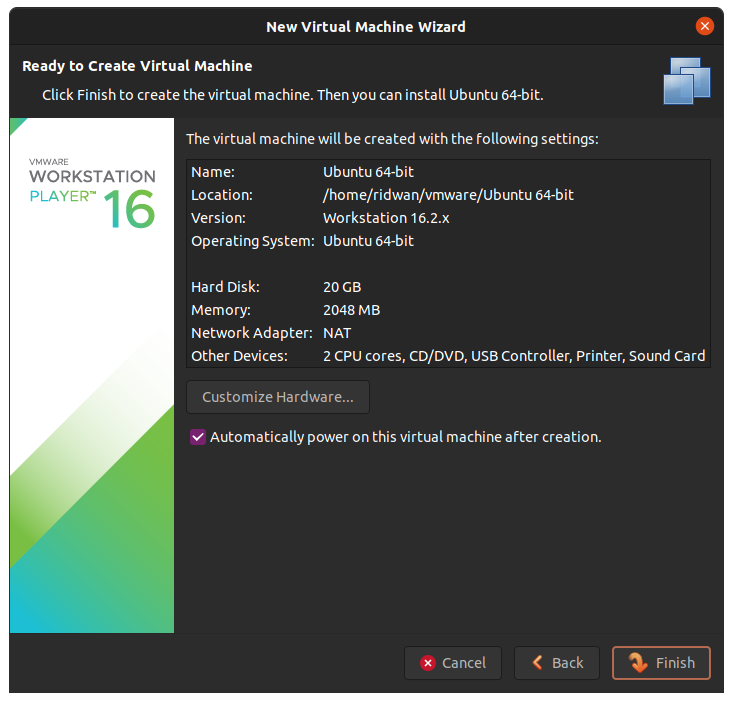 New Virtual Machine Wizard
Ready to Create Virtual Machine
Click Finish to create the virtual machine. Then you can install Ubuntu 64-bit.
VMWARE
WORKSTATION
PLAYER™ 16
The virtual machine will be created with the following settings:
Name: Ubuntu 64-bit
Location: /home/ridwan/vmware/Ubuntu 64-bit
Version: Workstation 16.2.x
Operating System: Ubuntu 64-bit
Hard Disk: 20 GB
Memory: 2048 MB
Network Adapter: NAT
Other Devices: 2 CPU cores, CD/DVD, USB Controller, Printer, Sound Card
Customize Hardware...
Automatically power on this virtual machine after creation.
Cancel Back Finish